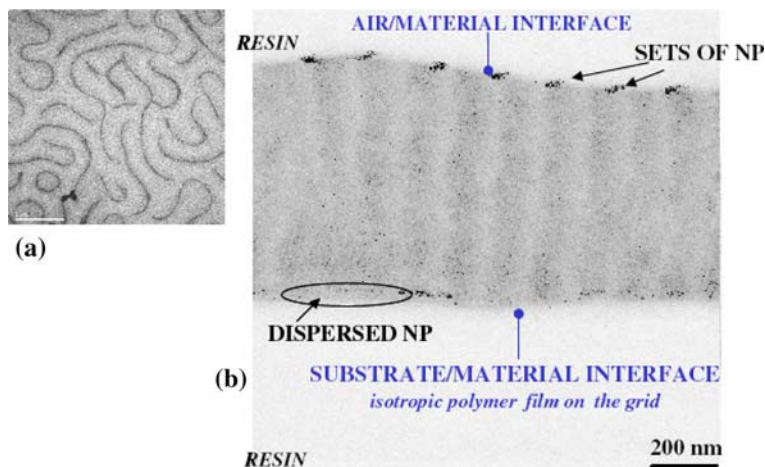 AIR/MATERIAL INTERFACE
RESIN
SETS OF NP
(a)
DISPERSED NP
(b)
SUBSTRATE/MATERIAL INTERFACE
isotropic polymer film on the grid
RESIN
200 nm